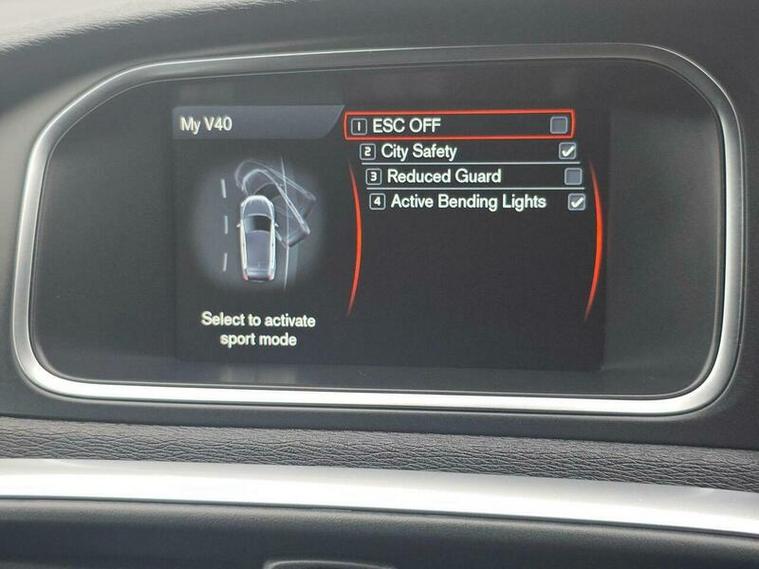 My V40
1 ESC OFF
2 City Safety
3 Reduced Guard
4 Active Bending Lights
Select to activate
sport mode